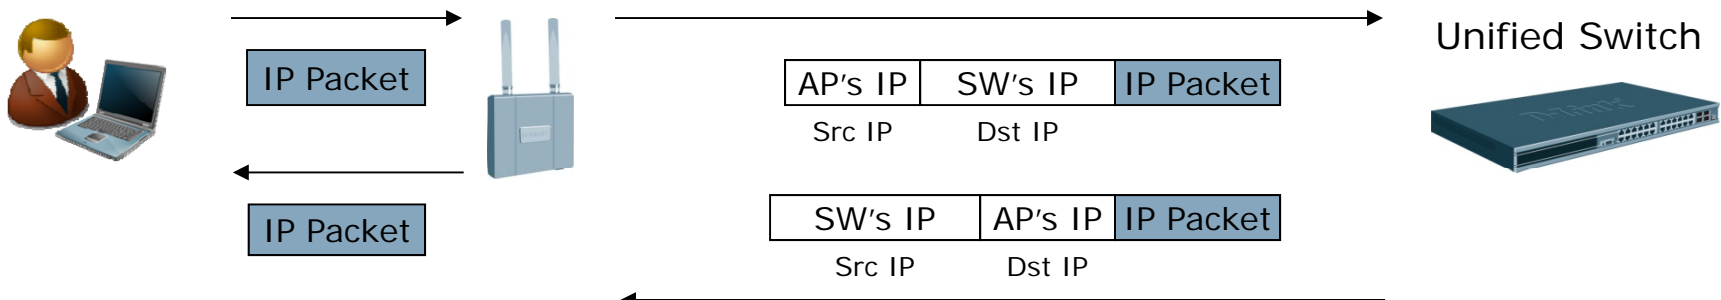 Unified Switch
IP Packet
AP's IP SW's IP IP Packet
Src IP Dst IP
D-Link
IP Packet
SW's IP AP's IP IP Packet
Src IP Dst IP